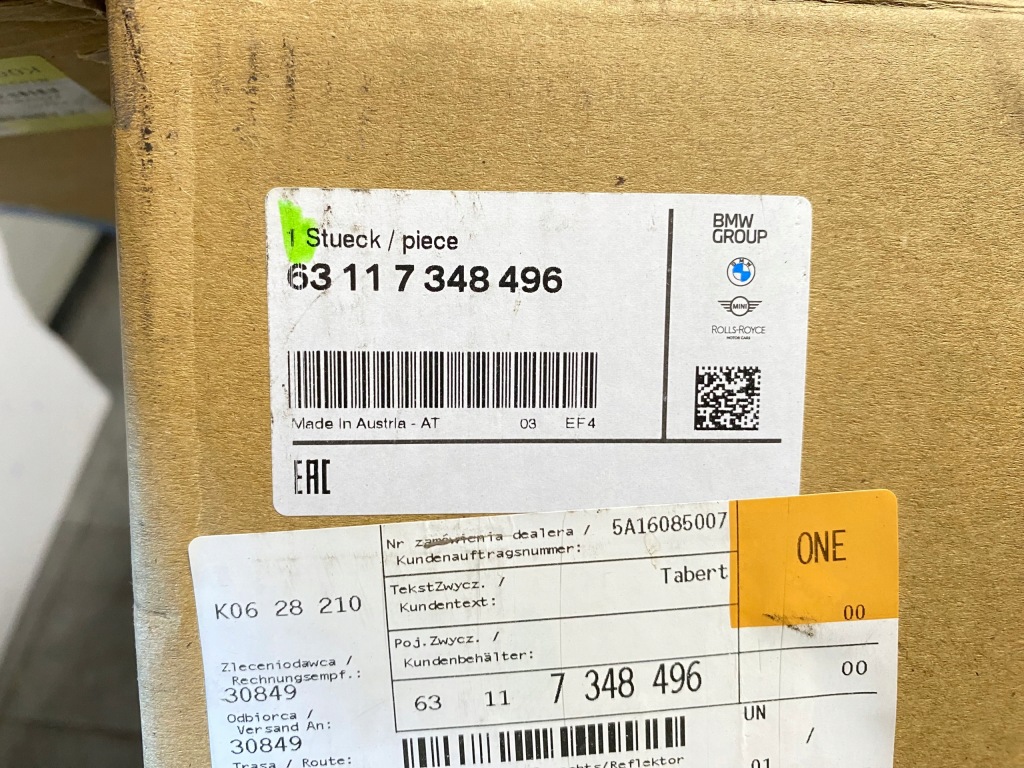 1 Stueck / piece
63 11 7 348 496
Made In Austria - AT 03 EF4
EAC
BMW
GROUP
BMW
MINI
ROLLS-ROYCE
MOTOR CARS
Nr zamówienia dealera / 5A16085007
Kundenauftragsnummer:
TekstZwycz. / Tabert
Kundentext:
Poj.Zwycz. /
Kundenbehälter:
63 11 7 348 496
ONE
00
00
UN
/
01
K06 28 210
Zleceniodawca /
Rechnungsempf.:
30849
Odbiorca /
Versand An:
30849
Trasa / Route:
/Reflektor